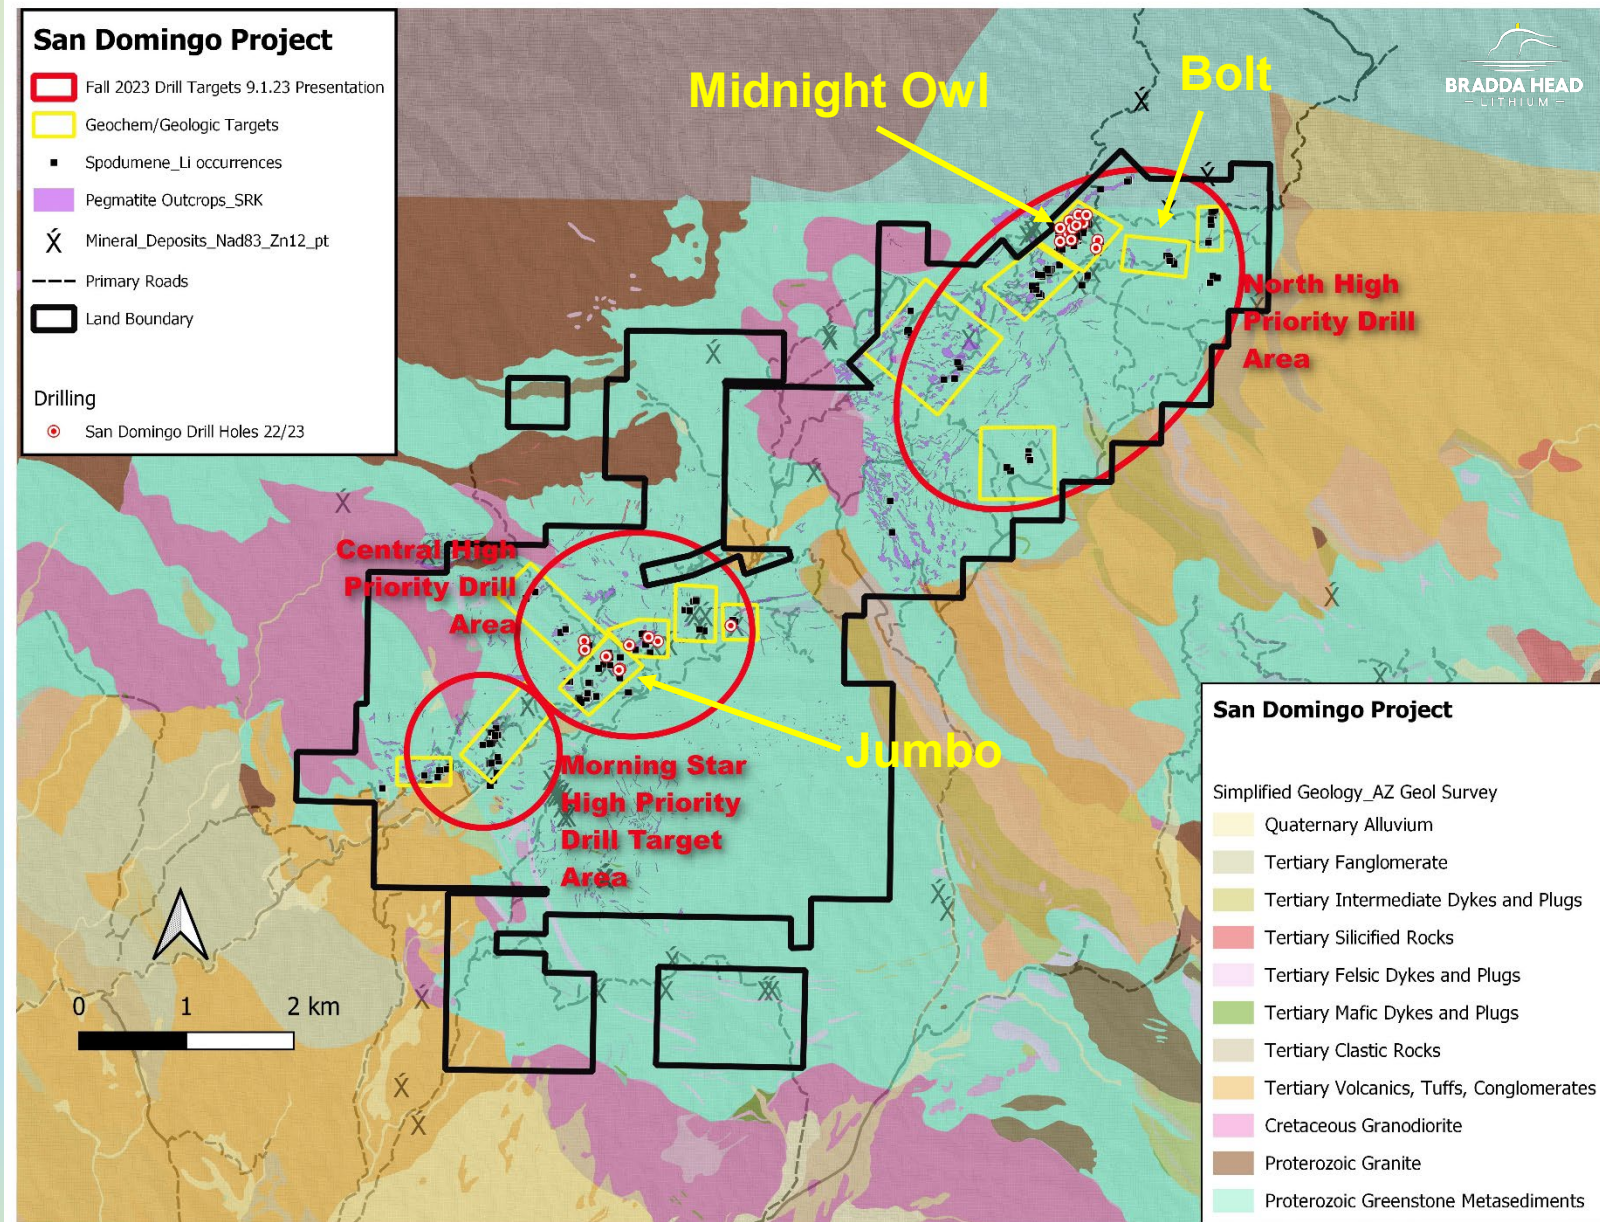 San Domingo Project
Fall 2023 Drill Targets 9.1.23 Presentation
Geochem/Geologic Targets
Spodumene_Li occurrences
Pegmatite Outcrops_SRK
Mineral_Deposits_Nad83_Zn12_pt
Primary Roads
Land Boundary
Drilling
San Domingo Drill Holes 22/23
Midnight Owl
Bolt
BRADDA HEAD
LITHIUM
North High
Priority Drill
Area
Central High
Priority Drill
Area
Jumbo
Morning Star
High Priority
Drill Target
Area
0 1 2 km
San Domingo Project
Simplified Geology_AZ Geol Survey
Quaternary Alluvium
Tertiary Fanglomerate
Tertiary Intermediate Dykes and Plugs
Tertiary Silicified Rocks
Tertiary Felsic Dykes and Plugs
Tertiary Mafic Dykes and Plugs
Tertiary Clastic Rocks
Tertiary Volcanics, Tuffs, Conglomerates
Cretaceous Granodiorite
Proterozoic Granite
Proterozoic Greenstone Metasediments